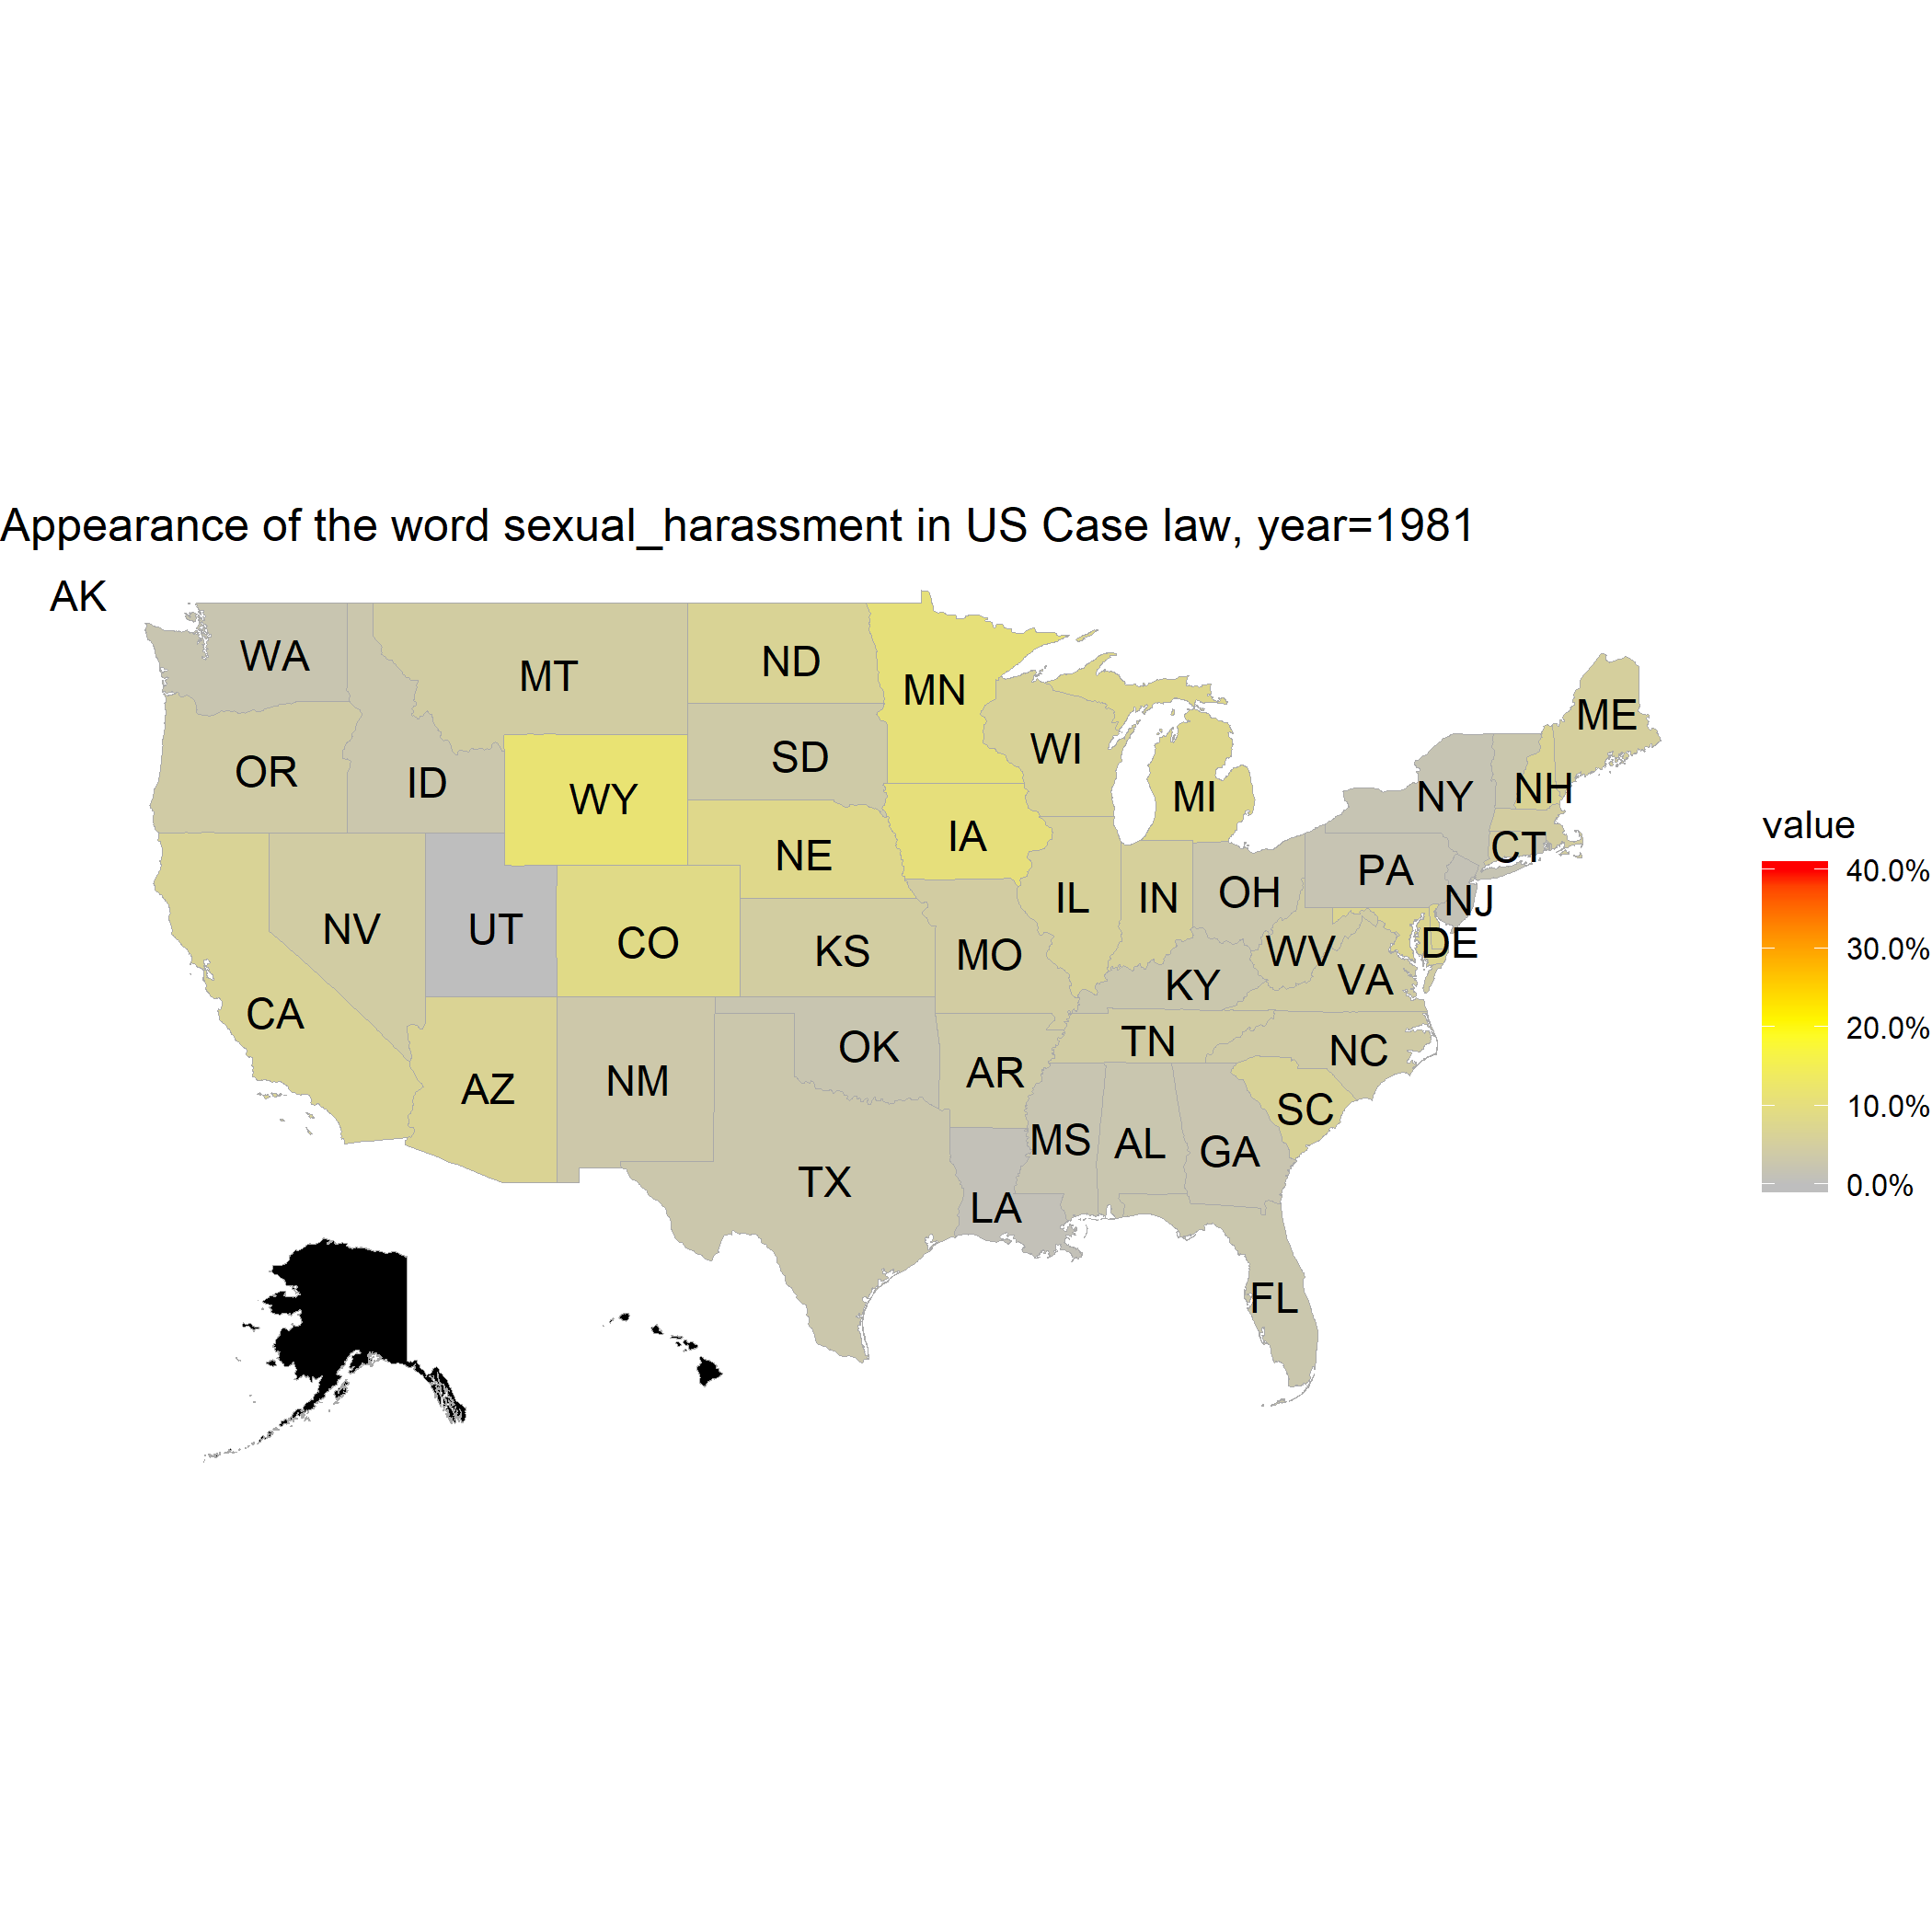 Appearance of the word sexual_harassment in US Case law, year=1981
AK
WA
MT
ND
MN
ME
OR
ID
WY
SD
WI
MI
NY
NH
IA
NE
CT
PA
NV
UT
CO
KS
MO
IL
IN
OH
NJ
WV
DE
VA
KY
CA
AZ
NM
OK
AR
TN
NC
SC
TX
LA
MS
AL
GA
FL
value
40.0%
30.0%
20.0%
10.0%
0.0%